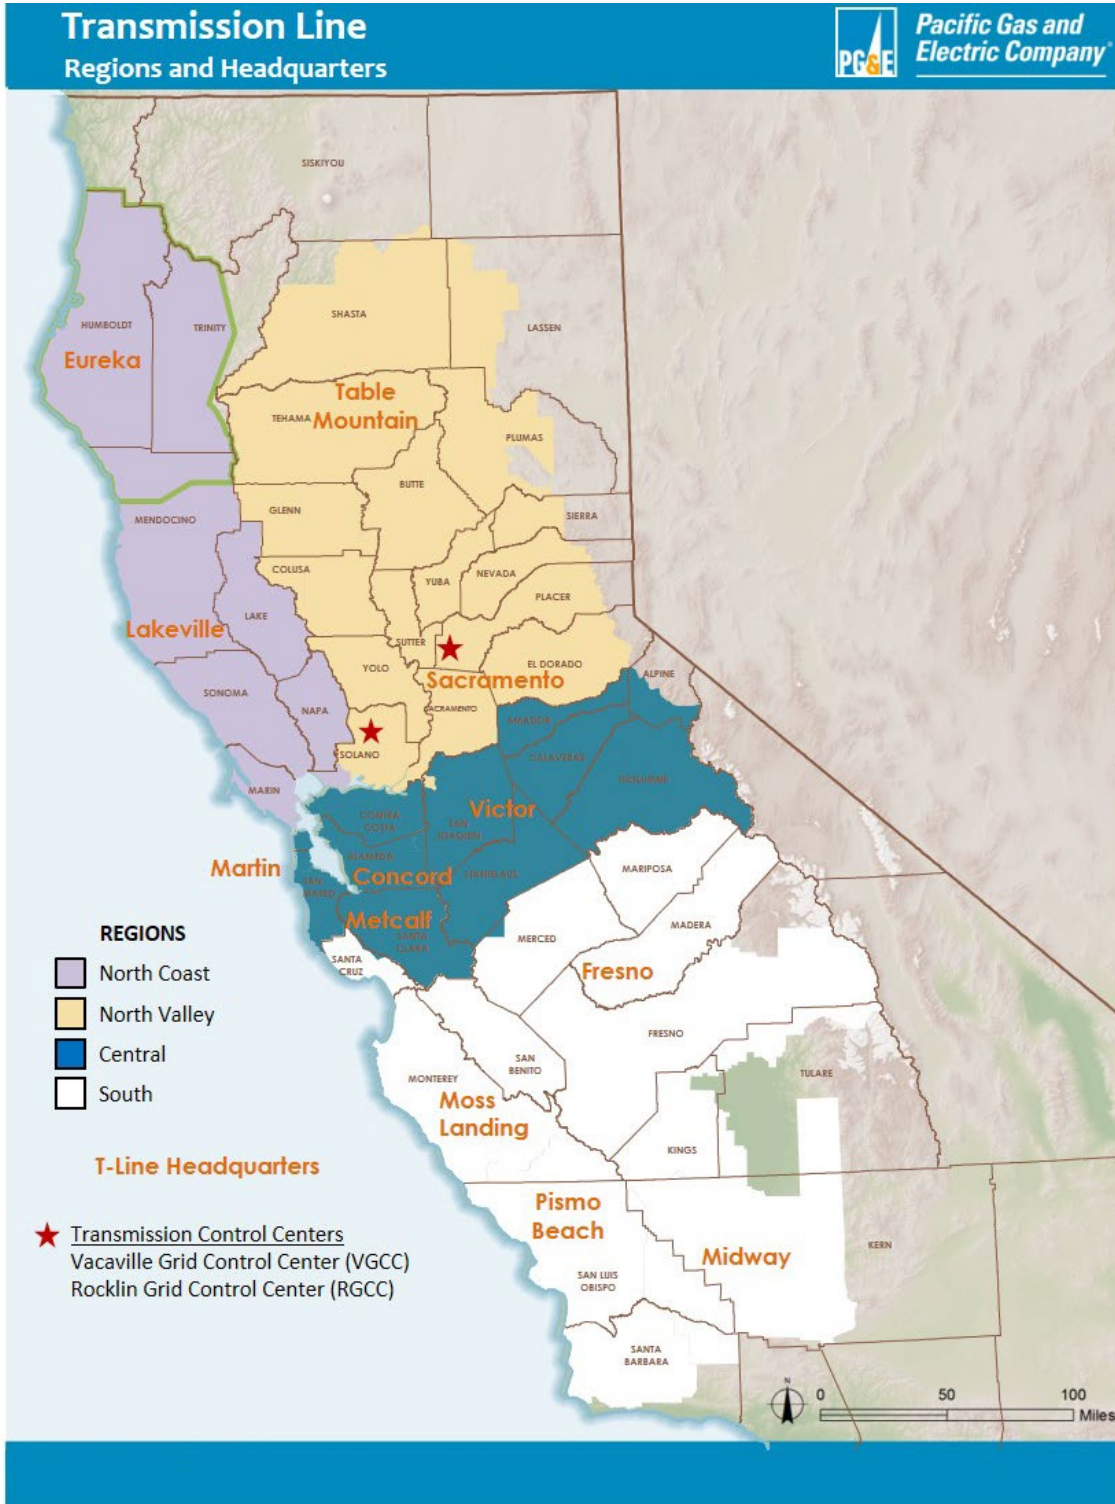 Transmission Line
Regions and Headquarters
PG&E
Pacific Gas and
Electric Company®
SISKIYOU
HUMBOLDT
TRINITY
SHASTA
LASSEN
Eureka
Table
Mountain
TEHAMA
PLUMAS
BUTTE
GLENN
MENDOCINO
SIERRA
COLUSA
YUBA
NEVADA
PLACER
LAKE
Lakeville
SUTTER
YOLO
EL DORADO
ALPINE
Sacramento
SONOMA
NAPA
SACRAMENTO
AMADOR
SOLANO
CALAVERAS
TUOLUMNE
MARIN
Victor
CONTRA
COSTA
SAN
JOAQUIN
ALAMEDA
Martin
Concord
STANISLAUS
MARIPOSA
SAN
MATEO
Metcalf
SANTA
CLARA
MADERA
MERCED
REGIONS
North Coast
North Valley
Central
South
SANTA
CRUZ
Fresno
FRESNO
SAN
BENITO
TULARE
MONTEREY
Moss
Landing
KINGS
T-Line Headquarters
Pismo
Beach
Transmission Control Centers
Vacaville Grid Control Center (VGCC)
Rocklin Grid Control Center (RGCC)
Midway
KERN
SAN LUIS
OBISPO
SANTA
BARBARA
N
0 50 100
Miles